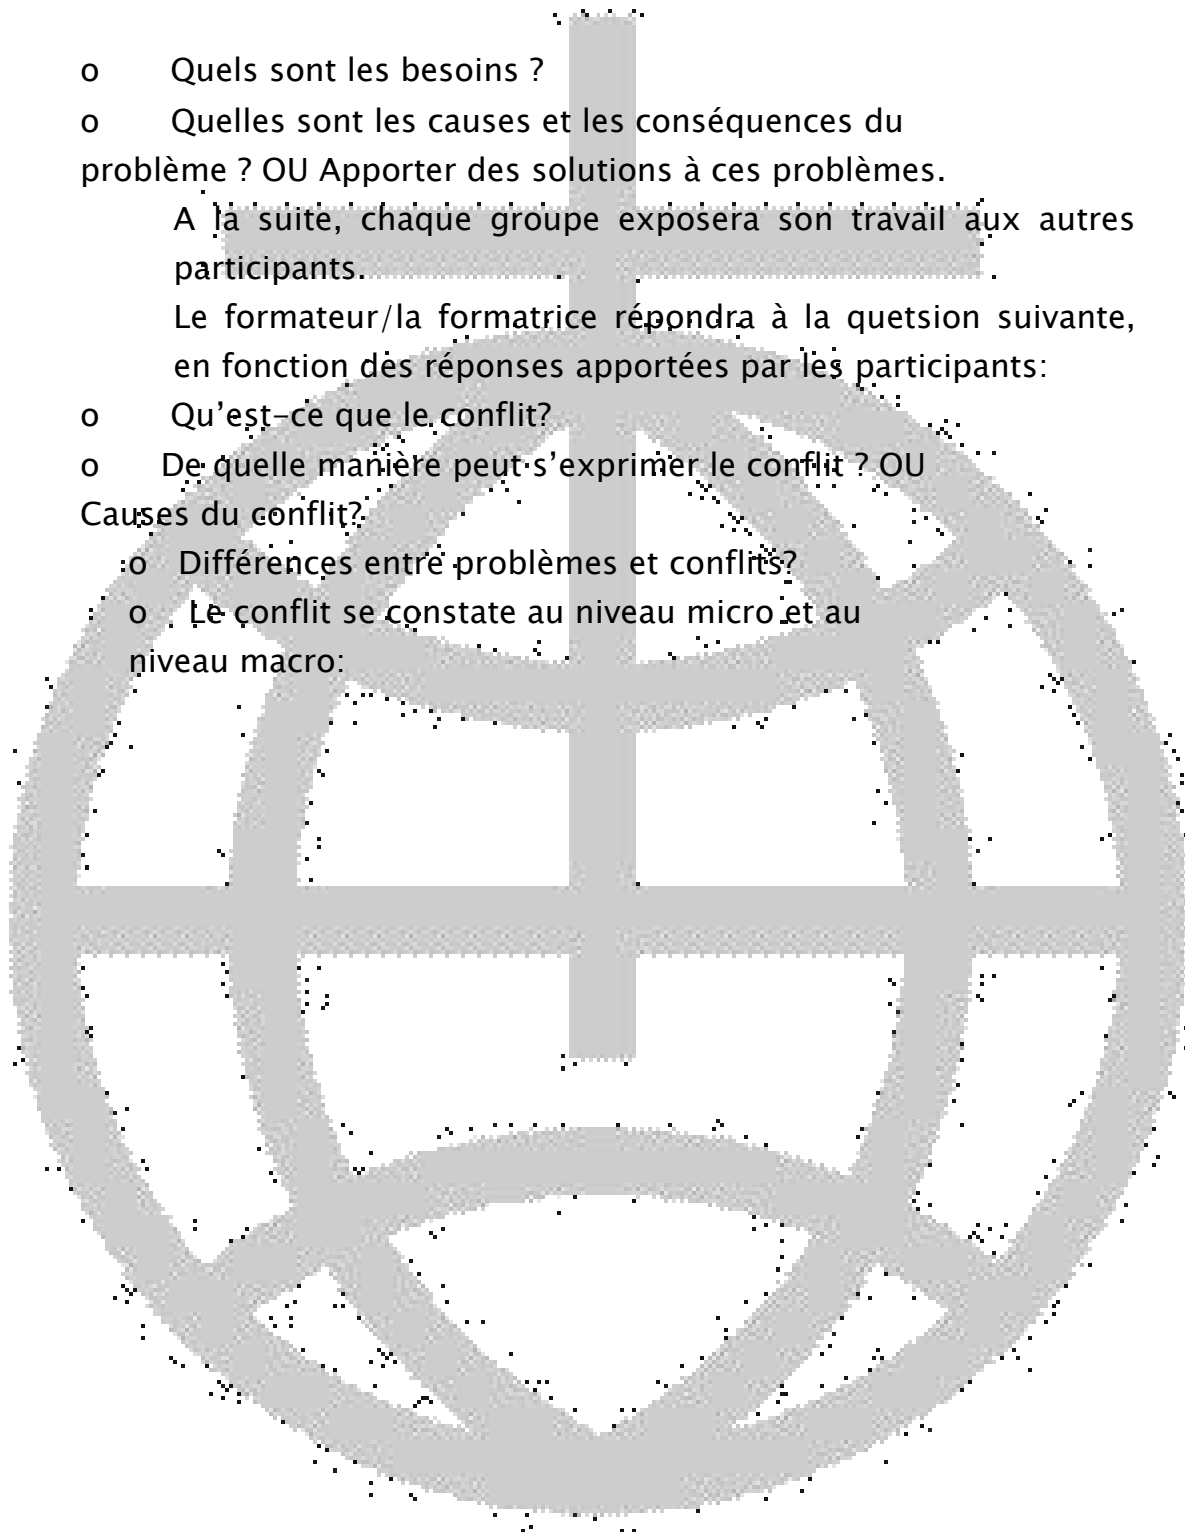 o Quels sont les besoins ?
o Quelles sont les causes et les conséquences du
problème ? OU Apporter des solutions à ces problèmes.
A la suite, chaque groupe exposera son travail aux autres
participants.
Le formateur/la formatrice répondra à la quetsion suivante,
en fonction des réponses apportées par les participants:
o Qu’est-ce que le conflit?
o De quelle manière peut s’exprimer le conflit ? OU
Causes du conflit?
o Différences entre problèmes et conflits?
o Le conflit se constate au niveau micro et au
niveau macro: